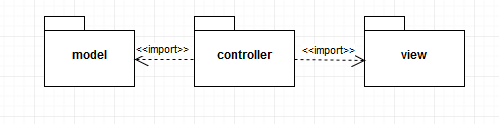 model
<<import>>
controller
<<import>>
view